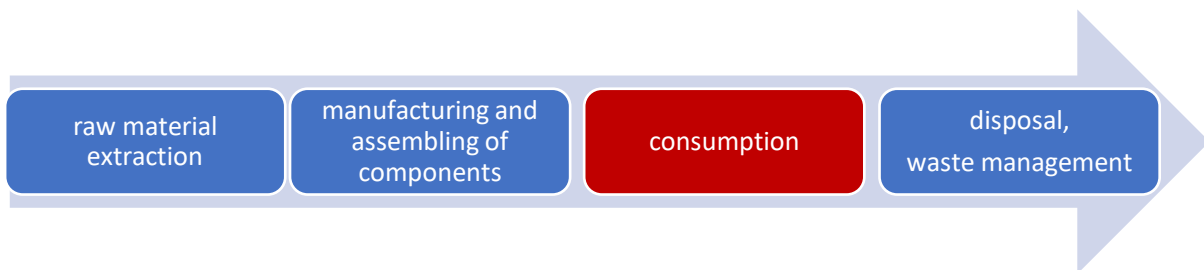 raw material
extraction
manufacturing and
assembling of
components
consumption
disposal,
waste management